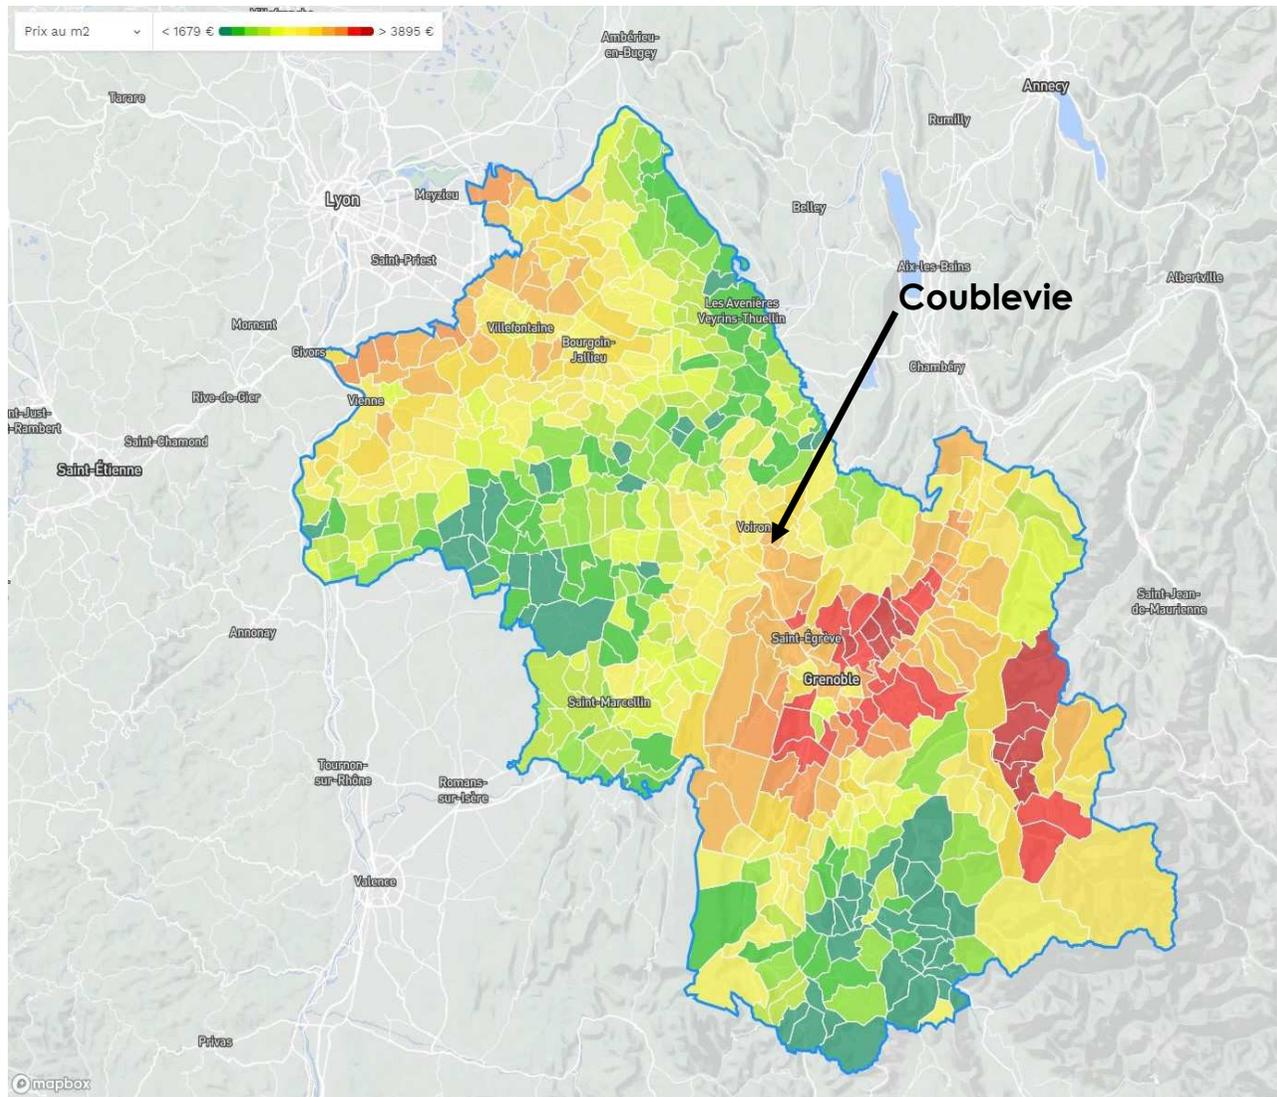 Prix au m2
< 1679 €
> 3895 €
Ambérieu-
en-Bugey
Annecy
Tarare
Rumilly
Lyon
Meyzieu
Belley
Saint-Priest
Aix-les-Bains
Albertville
Coublevie
Les Avenières
Veyrins-Thuellin
Mornant
Villefontaine
Givors
Bourgoin-
Jallieu
Chambéry
Rive-de-Gier
Vienne
nt-Just-
t-Rambert
Saint-Chamond
Saint-Étienne
Voiron
Saint-Jean-
de-Maurienne
Annonay
Saint-Égrève
Grenoble
Saint-Marcellin
Tournon-
sur-Rhône
Romans-
sur-Isère
Valence
Privas
mapbox